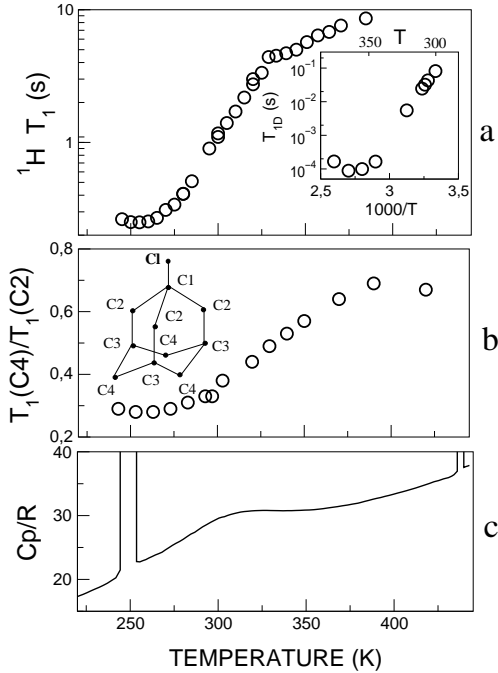 10
1
¹H T₁ (s)
350 T 300
10⁻¹
10⁻²
10⁻³
10⁻⁴
T₁D (s)
2,5 3 3,5
1000/T
a
0,8
0,6
0,4
0,2
T₁(C4)/T₁(C2)
Cl
C1
C2
C2
C2
C4
C3
C3
C3
C4
C4
b
40
30
20
Cp/R
c
250 300 350 400
TEMPERATURE (K)